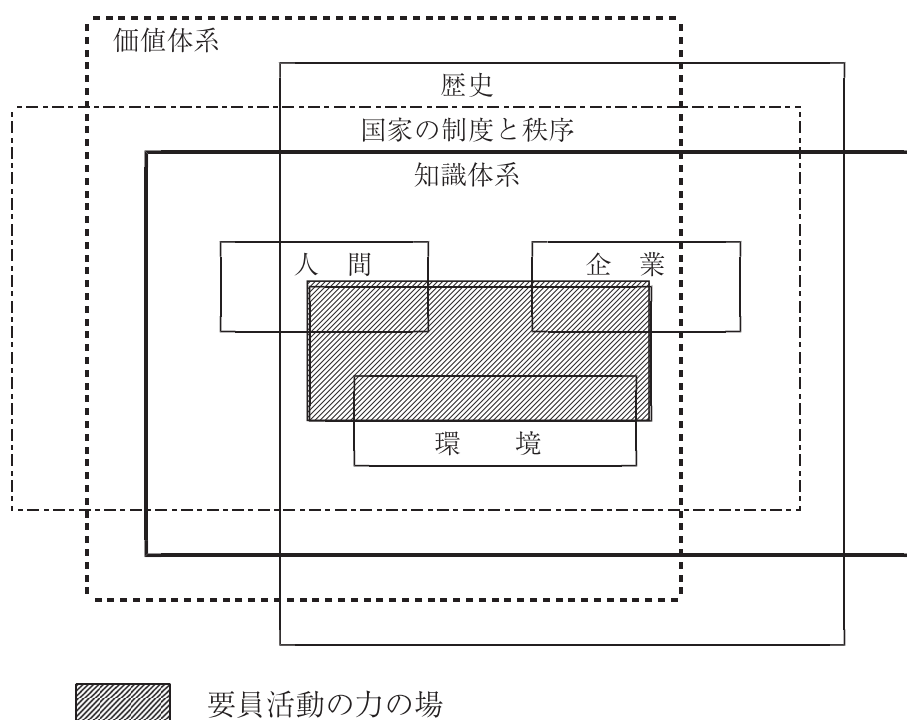 価値体系
歴史
国家の制度と秩序
知識体系
人　間
企　業
環　　境
要員活動の力の場